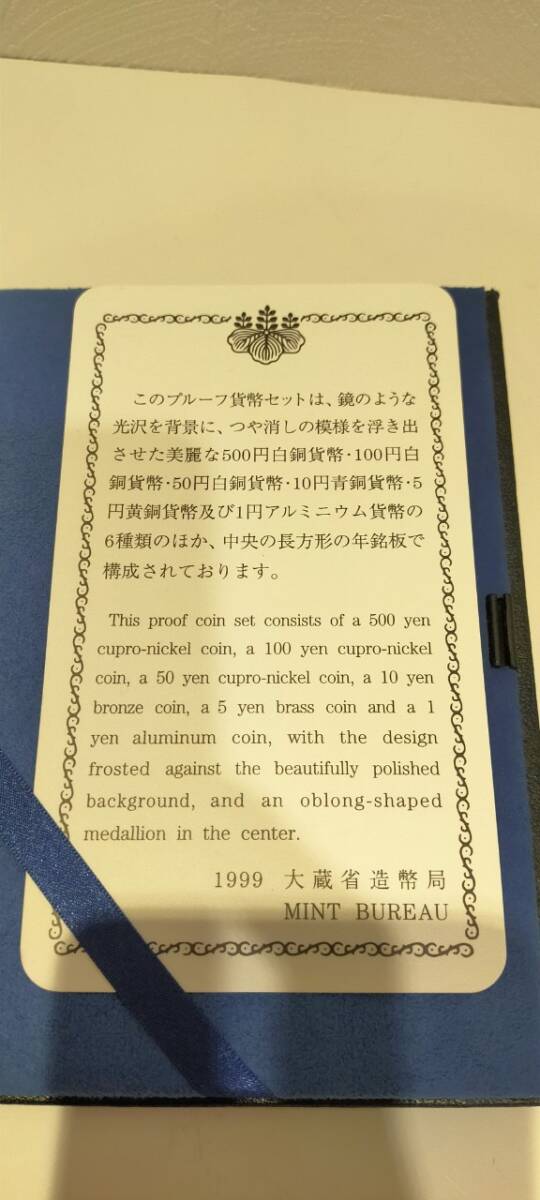 このプルーフ貨幣セットは、鏡のような
光沢を背景に、つや消しの模様を浮き出
させた美麗な500円白銅貨幣・100円白
銅貨幣・50円白銅貨幣・10円青銅貨幣・5
円黄銅貨幣及び1円アルミニウム貨幣の
6種類のほか、中央の長方形の年銘板で
構成されております。
This proof coin set consists of a 500 yen
cupro-nickel coin, a 100 yen cupro-nickel
coin, a 50 yen cupro-nickel coin, a 10 yen
bronze coin, a 5 yen brass coin and a 1
yen aluminum coin, with the design
frosted against the beautifully polished
background, and an oblong-shaped
medallion in the center.
1999 大蔵省造幣局
MINT BUREAU